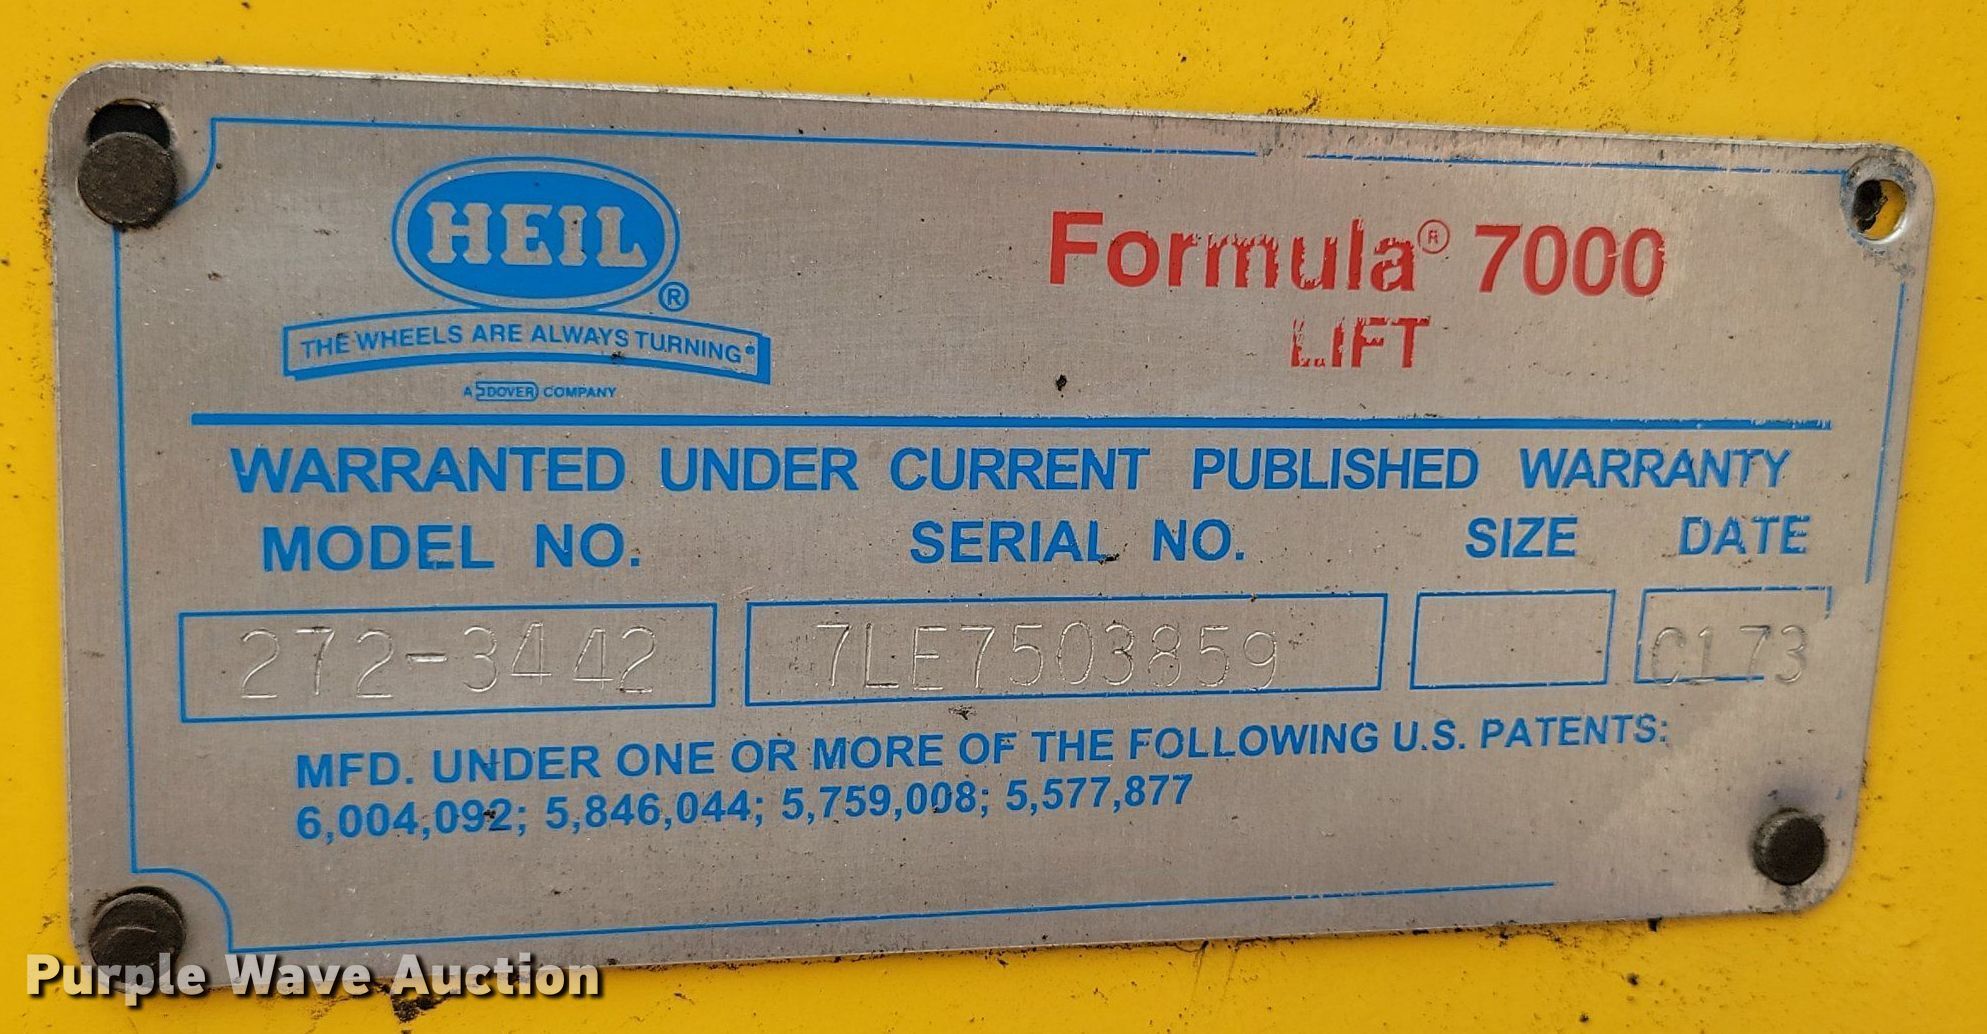 HEIL®
THE WHEELS ARE ALWAYS TURNING®
A DOVER COMPANY
Formula® 7000
LIFT
WARRANTED UNDER CURRENT PUBLISHED WARRANTY
MODEL NO. SERIAL NO. SIZE DATE
272-3442 7LE7503859 C173
MFD. UNDER ONE OR MORE OF THE FOLLOWING U.S. PATENTS:
6,004,092; 5,846,044; 5,759,008; 5,577,877
Purple Wave Auction